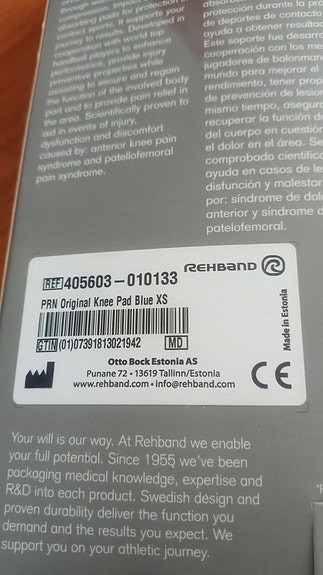 through
compression. Impact
absorbing pads for protection in
contact sports. It supports your
journey to results. Developed in
cooperation with world top
handball players to enhance
performance, provide injury
preventive properties while
assisting to secure and regain
the function of the involved body
part and to provide pain relief in
the area. Scientifically proven to
aid in events of injury,
dysfunction and discomfort
caused by: anterior knee pain
syndrome and patellofemoral
pain syndrome.
protección durante la
de deportes de contacto
ayuda a obtener resultad
Este soporte fue desarro
cooperación con las me
jugadores de balonman
mundo para mejorar el
rendimiento, tener prop
de prevención de lesio
mismo tiempo, asegura
recuperar la función d
del cuerpo en cuestión
el dolor en el área. Se
comprobado científica
ayuda en casos de le
disfunción y malestar
por: síndrome de dolo
anterior y síndrome d
patelofemoral.
REF 405603-010133
REHBAND
PRN Original Knee Pad Blue XS
GTIN (01)07391813021942 MD
Made in Estonia
Otto Bock Estonia AS
Punane 72 • 13619 Tallinn/Estonia
www.rehband.com • info@rehband.com
CE
Your will is our way. At Rehband we enable
your full potential. Since 1955 we've been
packaging medical knowledge, expertise and
R&D into each product. Swedish design and
proven durability deliver the function you
demand and the results you expect. We
support you on your athletic journey.